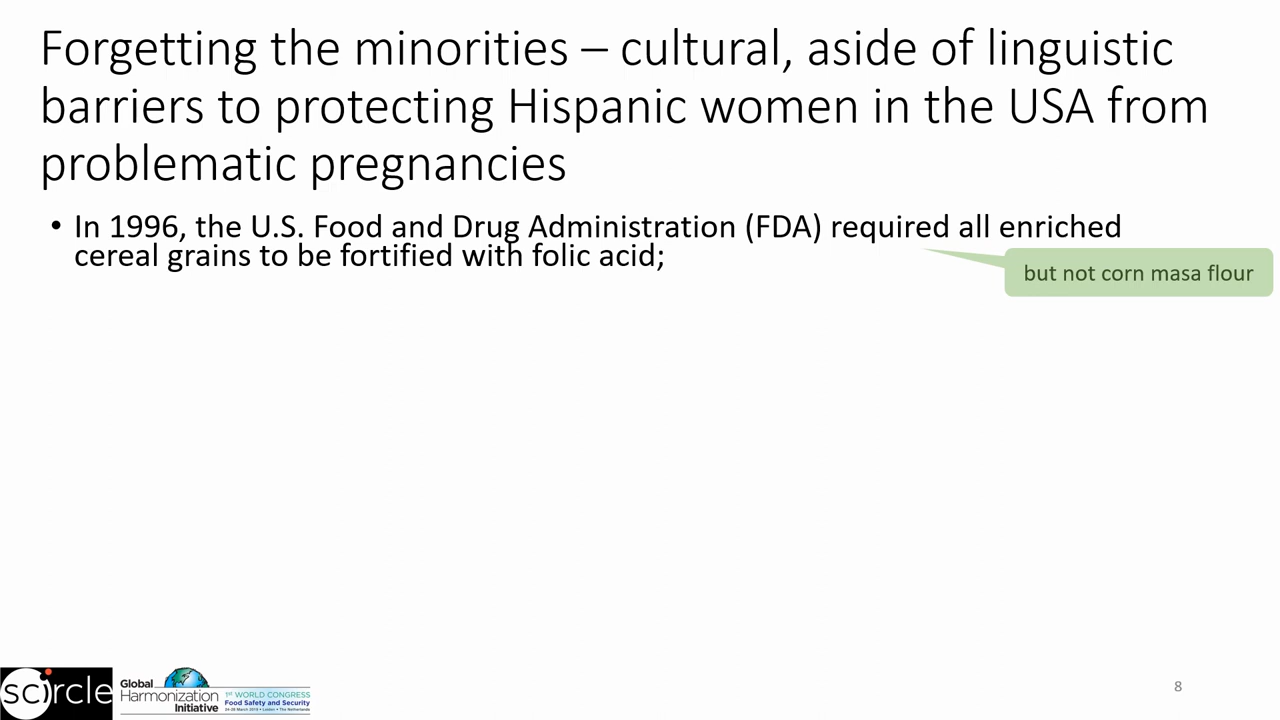 Forgetting the minorities – cultural, aside of linguistic
barriers to protecting Hispanic women in the USA from
problematic pregnancies
• In 1996, the U.S. Food and Drug Administration (FDA) required all enriched
cereal grains to be fortified with folic acid;
but not corn masa flour
scircle
Global
Harmonization
Initiative
1ST WORLD CONGRESS
Food Safety and Security
8